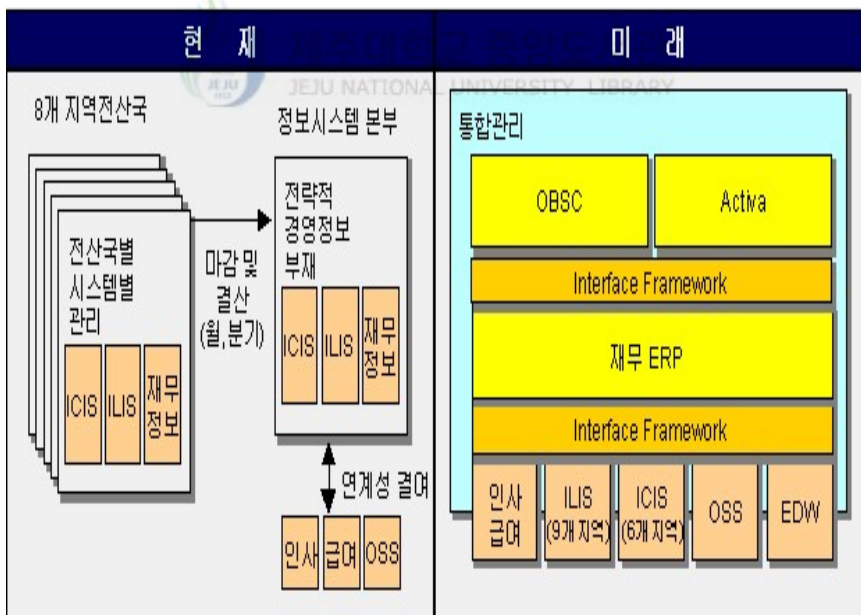 현 재
미 래
JEJU NATIONAL UNIVERSITY LIBRARY
8개 지역전산국
정보시스템 본부
전산국별
시스템별
관리
ICIS
ILIS
재무
정보
마감 및
결산
(월,분기)
전략적
경영정보
부재
ICIS
ILIS
재무
정보
연계성 결여
인사
급여
OSS
통합관리
OBSC
Activa
Interface Framework
재무 ERP
Interface Framework
인사
급여
ILIS
(9개 지역)
ICIS
(6개 지역)
OSS
EDW